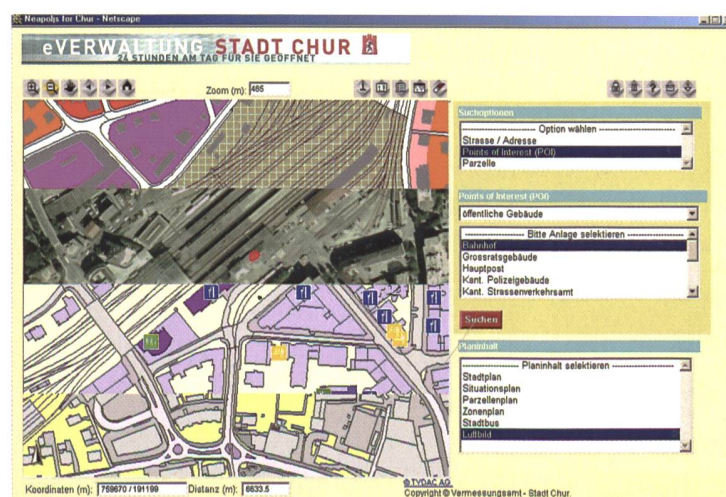 Neapolis for Chur - Netscape
eVERWALTUNG STADT CHUR
24 STUNDEN AM TAG FÜR SIE GEÖFFNET
Zoom (m): 465
Suchoptionen
---------- Option wählen ----------
Strasse / Adresse
Points of Interest (POI)
Parzelle
Points of Interest (POI)
öffentliche Gebäude
---------- Bitte Anlage selektieren ----------
Bahnhof
Grossratsgebäude
Hauptpost
Kant. Polizeigebäude
Kant. Strassenverkehrsamt
Suchen
Planinhalt
---------- Planinhalt selektieren ----------
Stadtplan
Situationsplan
Parzellenplan
Zonenplan
Stadtbus
Luftbild
Koordinaten (m): 759670 / 191199 Distanz (m): 6633.5
© TYDAC AG
Copyright © Vermessungsamt - Stadt Chur.